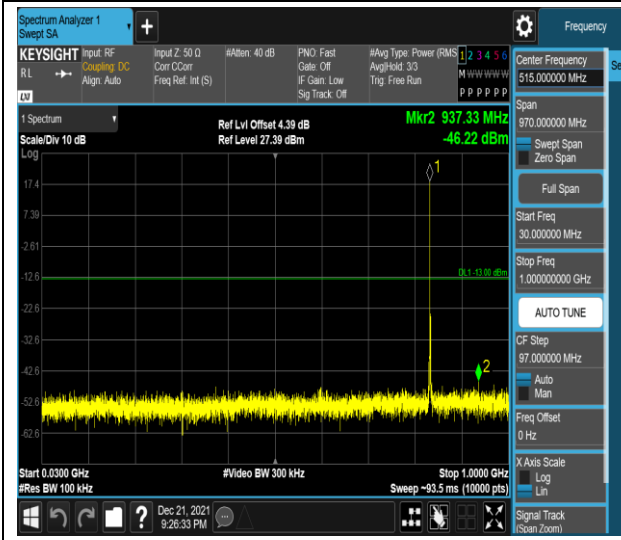 Spectrum Analyzer 1
Swept SA
Frequency
KEYSIGHT
RL
LXI
Input: RF
Coupling: DC
Align: Auto
Input Z: 50 Ω
Corr CCorr
Freq Ref: Int (S)
#Atten: 40 dB
PNO: Fast
Gate: Off
IF Gain: Low
Sig Track: Off
#Avg Type: Power (RMS
Avg|Hold: 3/3
Trig: Free Run
1 2 3 4 5 6
M W W W W W
P P P P P P
1 Spectrum
Scale/Div 10 dB
Ref Lvl Offset 4.39 dB
Ref Level 27.39 dBm
Mkr2 937.33 MHz
-46.22 dBm
Log
17.4
7.39
-2.61
-12.6
-22.6
-32.6
-42.6
-52.6
-62.6
1
DL1 -13.00 dBm
2
Start 0.0300 GHz
#Res BW 100 kHz
#Video BW 300 kHz
Stop 1.0000 GHz
Sweep ~93.5 ms (10000 pts)
Dec 21, 2021
9:26:33 PM
?
Center Frequency
515.000000 MHz
Se
Span
970.000000 MHz
Swept Span
Zero Span
Full Span
Start Freq
30.000000 MHz
Stop Freq
1.000000000 GHz
AUTO TUNE
CF Step
97.000000 MHz
Auto
Man
Freq Offset
0 Hz
X Axis Scale
Log
Lin
Signal Track
(Span Zoom)